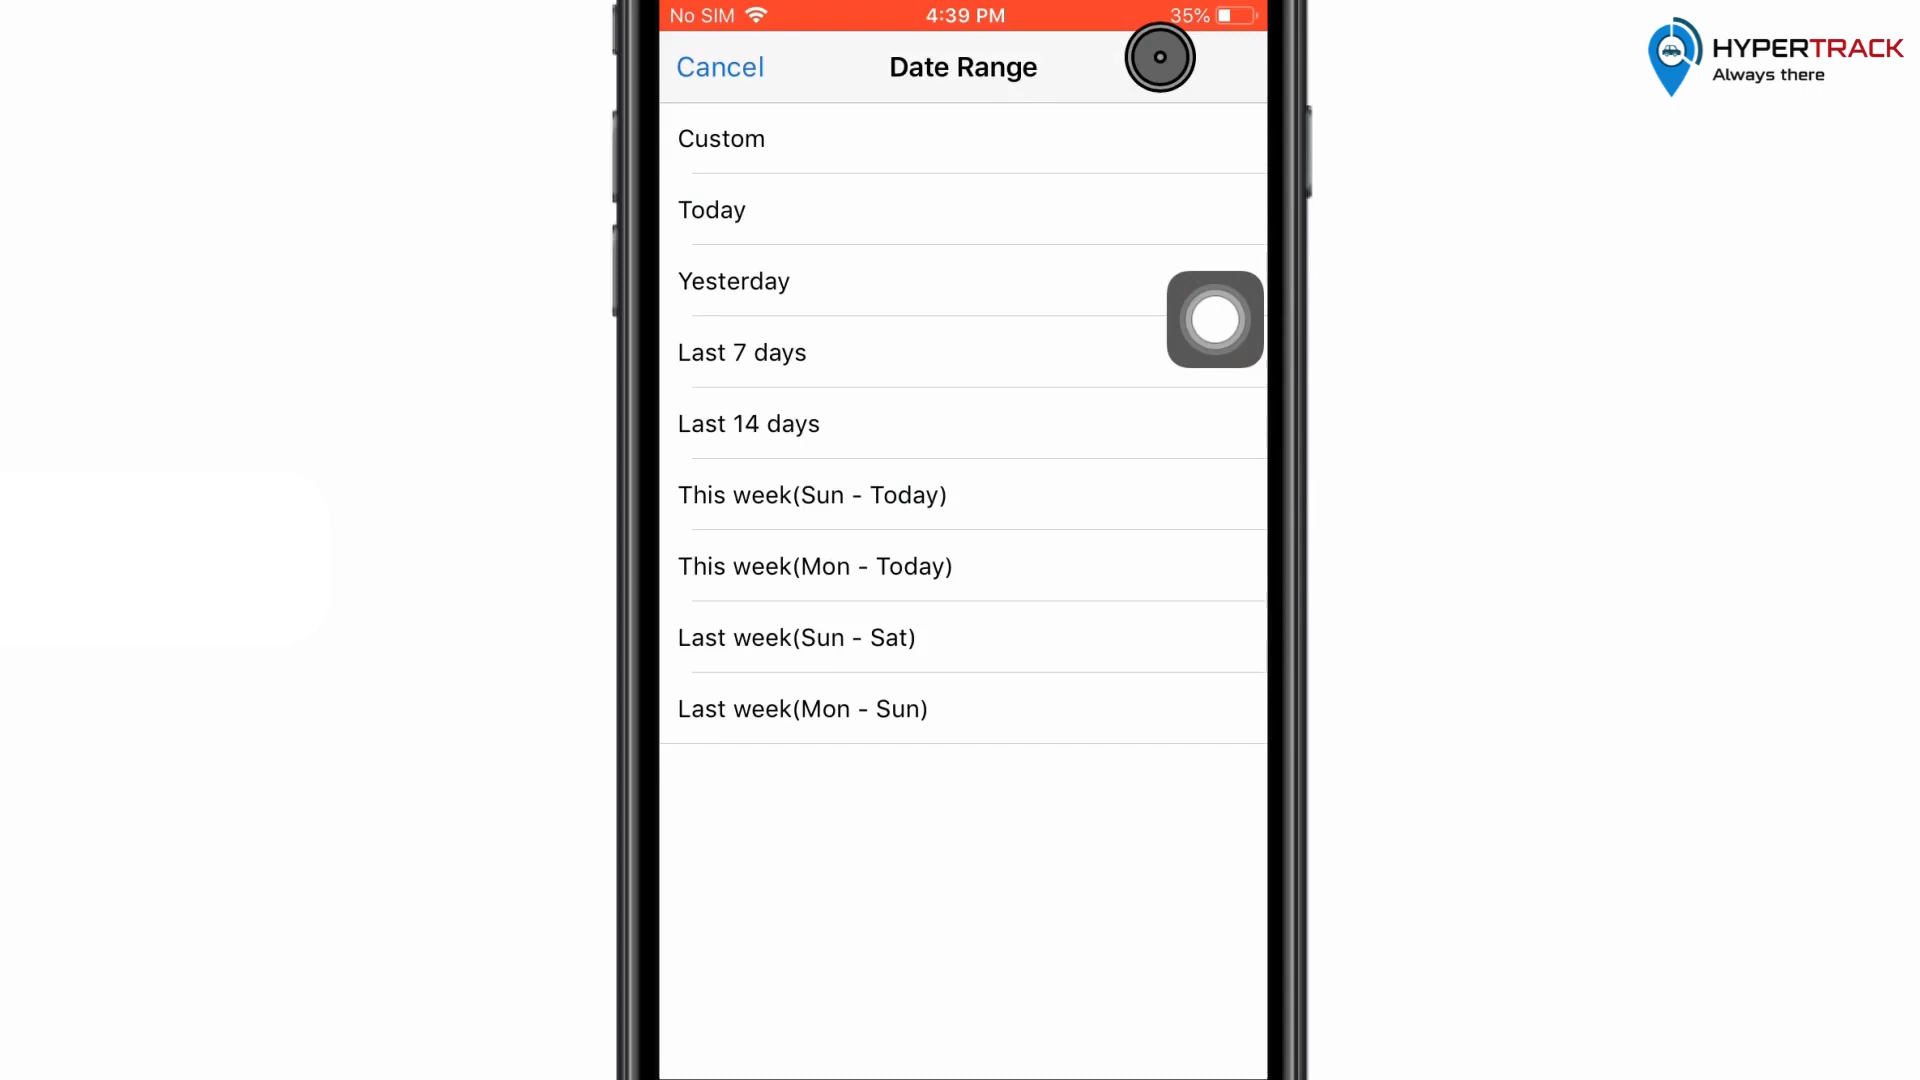 No SIM
4:39 PM
35%
HYPERTRACK
Always there
Cancel
Date Range
Custom
Today
Yesterday
Last 7 days
Last 14 days
This week(Sun - Today)
This week(Mon - Today)
Last week(Sun - Sat)
Last week(Mon - Sun)